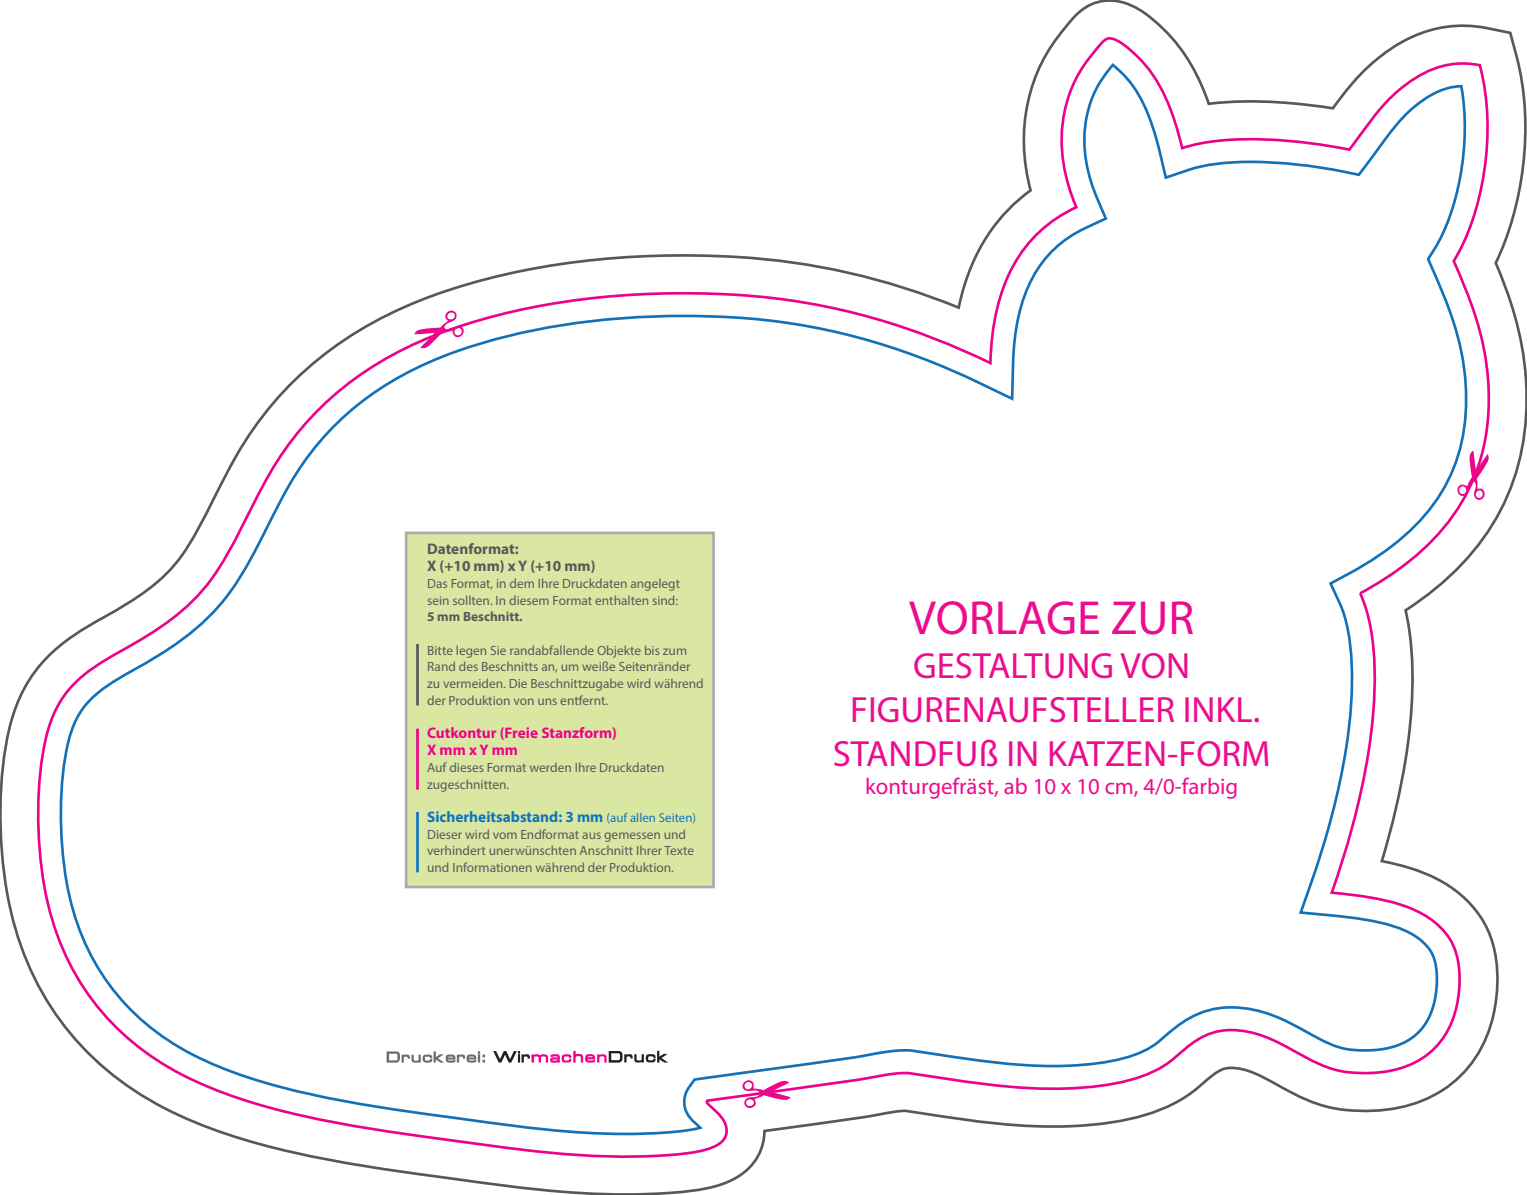 Datenformat:
X (+10 mm) x Y (+10 mm)
Das Format, in dem Ihre Druckdaten angelegt
sein sollten. In diesem Format enthalten sind:
5 mm Beschnitt.
Bitte legen Sie randabfallende Objekte bis zum
Rand des Beschnitts an, um weiße Seitenränder
zu vermeiden. Die Beschnittzugabe wird während
der Produktion von uns entfernt.
Cutkontur (Freie Stanzform)
X mm x Y mm
Auf dieses Format werden Ihre Druckdaten
zugeschnitten.
Sicherheitsabstand: 3 mm (auf allen Seiten)
Dieser wird vom Endformat aus gemessen und
verhindert unerwünschten Anschnitt Ihrer Texte
und Informationen während der Produktion.
VORLAGE ZUR
GESTALTUNG VON
FIGURENAUFSTELLER INKL.
STANDFUß IN KATZEN-FORM
konturgefräst, ab 10 x 10 cm, 4/0-farbig
Druckerei: WirmachenDruck